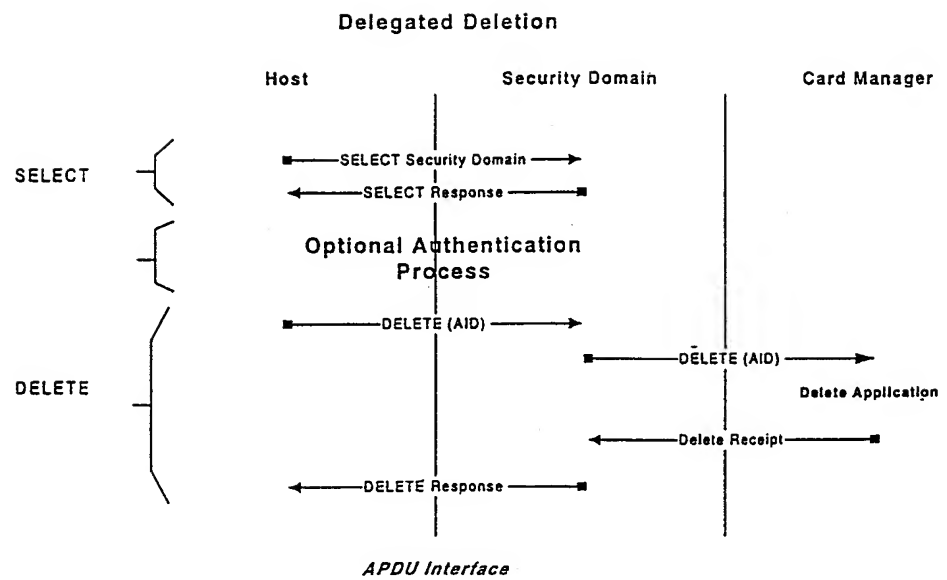 Delegated Deletion
Host Security Domain Card Manager
SELECT
SELECT Security Domain
SELECT Response
Optional Authentication
Process
DELETE (AID)
DELETE (AID)
DELETE
Delete Application
Delete Receipt
DELETE Response
APDU Interface